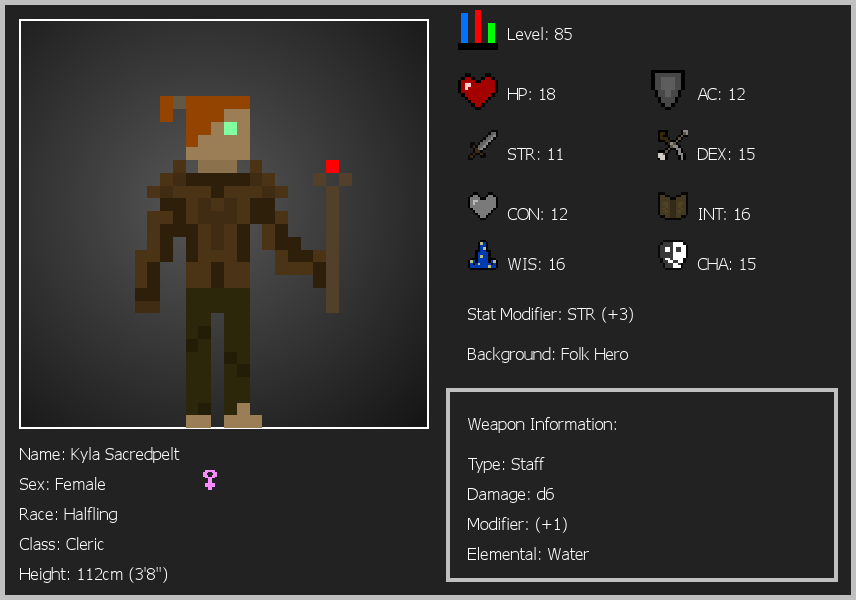 Level: 85
HP: 18
AC: 12
STR: 11
DEX: 15
CON: 12
INT: 16
WIS: 16
CHA: 15
Stat Modifier: STR (+3)
Background: Folk Hero
Weapon Information:
Type: Staff
Damage: d6
Modifier: (+1)
Elemental: Water
Name: Kyla Sacredpelt
Sex: Female
Race: Halfling
Class: Cleric
Height: 112cm (3'8")